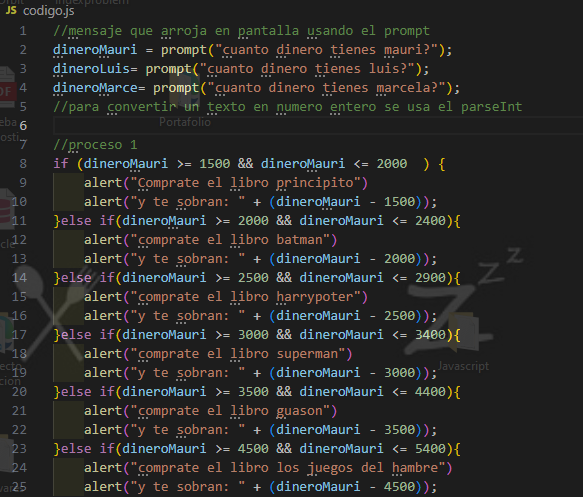 codigo.js
1 //mensaje que arroja en pantalla usando el prompt
2 dineroMauri = prompt("cuanto dinero tienes mauri?");
3 dineroLuis= prompt("cuanto dinero tienes luis?");
4 dineroMarce= prompt("cuanto dinero tienes marcela?");
5 //para convertir un texto en numero entero se usa el parseInt
6
7 //proceso 1
8 if (dineroMauri >= 1500 && dineroMauri <= 2000  ) {
9     alert("Comprate el libro principito")
10     alert("y te sobran: " + (dineroMauri - 1500));
11 }else if(dineroMauri >= 2000 && dineroMauri <= 2400){
12     alert("comprate el libro batman")
13     alert("y te sobran: " + (dineroMauri - 2000));
14 }else if(dineroMauri >= 2500 && dineroMauri <= 2900){
15     alert("comprate el libro harrypoter")
16     alert("y te sobran: " + (dineroMauri - 2500));
17 }else if(dineroMauri >= 3000 && dineroMauri <= 3400){
18     alert("comprate el libro superman")
19     alert("y te sobran: " + (dineroMauri - 3000));
20 }else if(dineroMauri >= 3500 && dineroMauri <= 4400){
21     alert("comprate el libro guason")
22     alert("y te sobran: " + (dineroMauri - 3500));
23 }else if(dineroMauri >= 4500 && dineroMauri <= 5400){
24     alert("comprate el libro los juegos del hambre")
25     alert("y te sobran: " + (dineroMauri - 4500));
Portafolio
Javascript